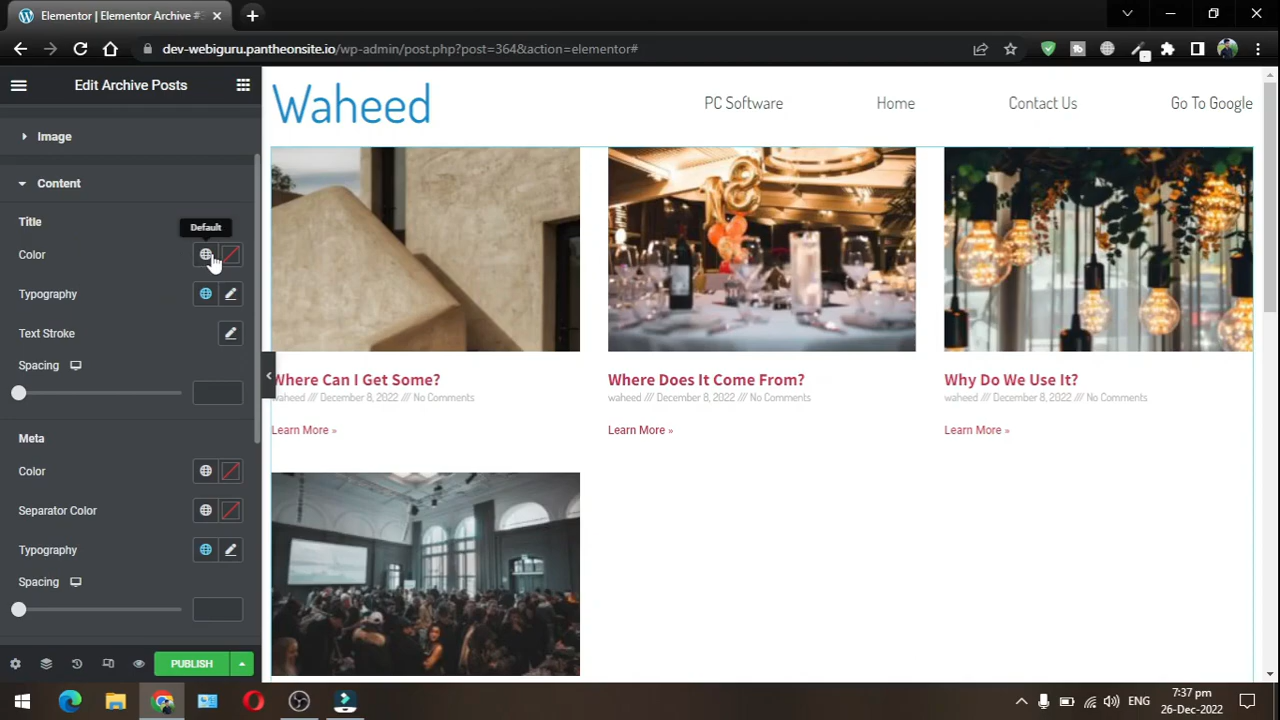 Elementor | Elementor Archive #
dev-webiguru.pantheonsite.io/wp-admin/post.php?post=364&action=elementor#
Edit Archive Posts
Image
Content
Title
Default
Color
Typography
Text Stroke
Spacing
Meta
Color
Separator Color
Typography
Spacing
PUBLISH
Waheed
PC Software
Home
Contact Us
Go To Google
Where Can I Get Some?
waheed /// December 8, 2022 /// No Comments
Learn More »
Where Does It Come From?
waheed /// December 8, 2022 /// No Comments
Learn More »
Why Do We Use It?
waheed /// December 8, 2022 /// No Comments
Learn More »
ENG
7:37 pm
26-Dec-2022